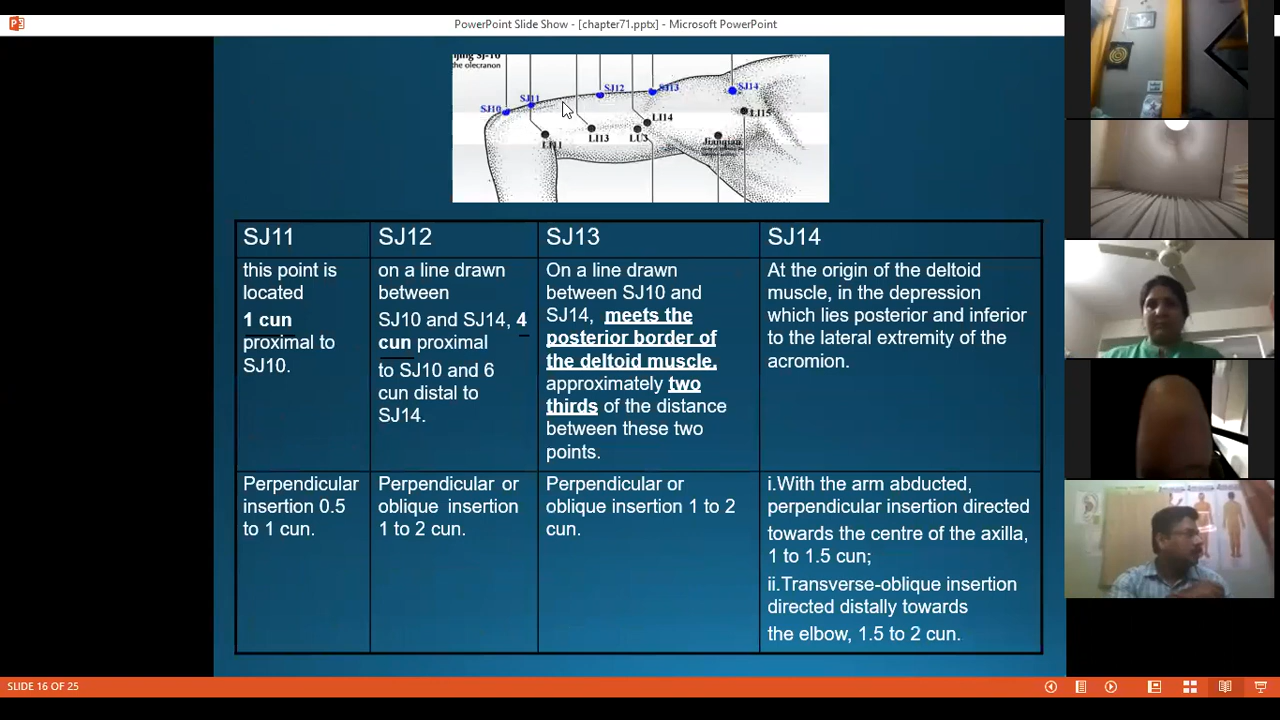 PowerPoint Slide Show - [chapter71.pptx] - Microsoft PowerPoint
SJ-10
the olecranon
SJ10
SJ11
SJ12
SJ13
SJ14
LI11
LI13
LU3
LI14
LI15
Jianqian
SJ11
this point is
located
1 cun
proximal to
SJ10.
Perpendicular
insertion 0.5
to 1 cun.
SJ12
on a line drawn
between
SJ10 and SJ14, 4
cun proximal
to SJ10 and 6
cun distal to
SJ14.
Perpendicular or
oblique insertion
1 to 2 cun.
SJ13
On a line drawn
between SJ10 and
SJ14, meets the
posterior border of
the deltoid muscle,
approximately two
thirds of the distance
between these two
points.
Perpendicular or
oblique insertion 1 to 2
cun.
SJ14
At the origin of the deltoid
muscle, in the depression
which lies posterior and inferior
to the lateral extremity of the
acromion.
i.With the arm abducted,
perpendicular insertion directed
towards the centre of the axilla,
1 to 1.5 cun;
ii.Transverse-oblique insertion
directed distally towards
the elbow, 1.5 to 2 cun.
SLIDE 16 OF 25